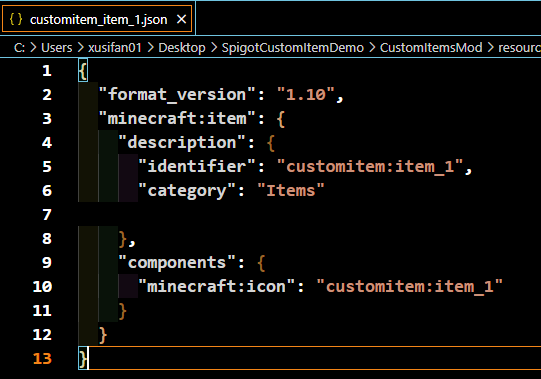 { } customitem_item_1.json ×
C: > Users > xusifan01 > Desktop > SpigotCustomItemDemo > CustomItemsMod > resourc
1 {
2   "format_version": "1.10",
3   "minecraft:item": {
4     "description": {
5       "identifier": "customitem:item_1",
6       "category": "Items"
7
8     },
9     "components": {
10       "minecraft:icon": "customitem:item_1"
11     }
12   }
13 }